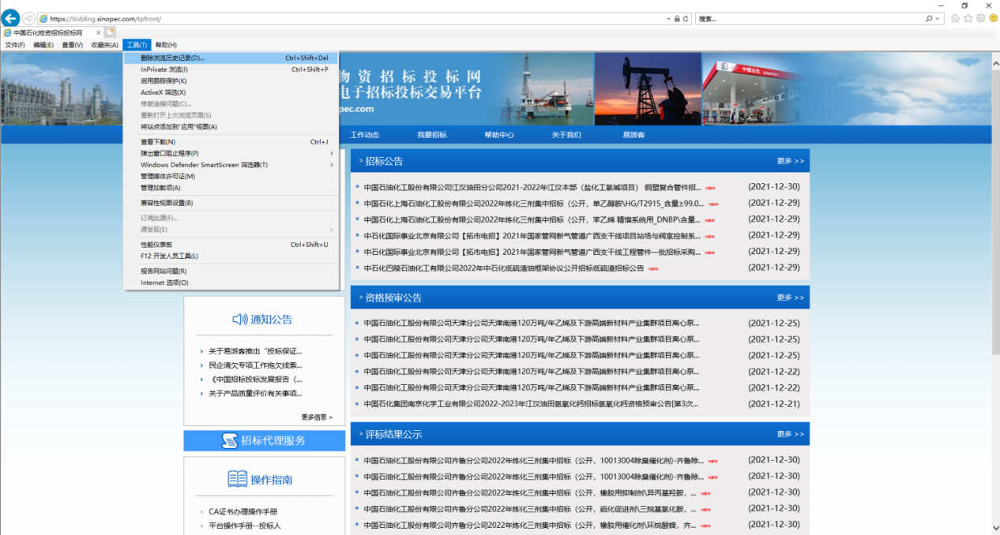 https://bidding.sinopec.com/tpfront/
搜索...
中国石化物资招标投标网
文件(F) 编辑(E) 查看(V) 收藏夹(A) 工具(T) 帮助(H)
删除浏览历史记录(D)... Ctrl+Shift+Del
InPrivate 浏览(I) Ctrl+Shift+P
启用跟踪保护(K)
ActiveX 筛选(X)
修复连接问题(C)...
重新打开上次浏览页面(S)
将站点添加到"应用"视图(A)
查看下载(N) Ctrl+J
弹出窗口阻止程序(P)
Windows Defender SmartScreen 筛选器(T)
管理媒体许可证(M)
管理加载项(A)
兼容性视图设置(B)
订阅此源(F)...
源发现(E)
性能仪表板 Ctrl+Shift+U
F12 开发人员工具(L)
报告网站问题(R)
Internet 选项(O)
物资招标投标网
电子招标投标交易平台
pec.com
中国石化 SINOPEC
工作动态 我要招标 帮助中心 关于我们 易派客
> 招标公告 更多 >>
中国石油化工股份有限公司江汉油田分公司2021-2022年江汉本部（盐化工氯碱项目） 钢塑复合管件招... NEW (2021-12-30)
中国石化上海石油化工股份有限公司2022年炼化三剂集中招标（公开，单乙醇胺\HG/T2915_含量≥99.0... NEW (2021-12-29)
中国石化上海石油化工股份有限公司2022年炼化三剂集中招标（公开，苯乙烯 精馏系统用_DNBP\含量... NEW (2021-12-29)
中石化国际事业北京有限公司【拓市电招】2021年国家管网新气管道广西支干线项目站场与阀室控制系... NEW (2021-12-29)
中石化国际事业北京有限公司【拓市电招】2021年国家管网新气管道广西支干线工程管件一批招标采购... NEW (2021-12-29)
中石化巴陵石油化工有限公司2022年中石化低硫渣油框架协议公开招标低硫渣招标公告 NEW (2021-12-29)
> 资格预审公告 更多 >>
中国石油化工股份有限公司天津分公司天津南港120万吨/年乙烯及下游高端新材料产业集群项目离心泵... (2021-12-25)
中国石油化工股份有限公司天津分公司天津南港120万吨/年乙烯及下游高端新材料产业集群项目离心泵... (2021-12-25)
中国石油化工股份有限公司天津分公司天津南港120万吨/年乙烯及下游高端新材料产业集群项目离心泵... (2021-12-25)
中国石油化工股份有限公司天津分公司天津南港120万吨/年乙烯及下游高端新材料产业集群项目离心泵... (2021-12-22)
中国石油化工股份有限公司天津分公司天津南港120万吨/年乙烯及下游高端新材料产业集群项目离心泵... (2021-12-22)
中国石化集团南京化学工业有限公司2022-2023年江汉油田氢氧化钙招标氢氧化钙资格预审公告[第3次... (2021-12-21)
> 评标结果公示 更多 >>
中国石油化工股份有限公司齐鲁分公司2022年炼化三剂集中招标（公开，10013004除臭催化剂)-齐鲁除... NEW (2021-12-30)
中国石油化工股份有限公司齐鲁分公司2022年炼化三剂集中招标（公开，10013004除臭催化剂)-齐鲁除... NEW (2021-12-30)
中国石油化工股份有限公司齐鲁分公司2022年炼化三剂集中招标（公开，橡胶用抑制剂\异丙基羟胺，... NEW (2021-12-30)
中国石油化工股份有限公司齐鲁分公司2022年炼化三剂集中招标（公开，硫化促进剂\三烷基氯化胺，... NEW (2021-12-30)
中国石油化工股份有限公司齐鲁分公司2022年炼化三剂集中招标（公开，橡胶用催化剂\环烷酸镍，齐... NEW (2021-12-30)
通知公告
关于易派客推出“投标保证...
民企清欠专项工作拖欠线索...
《中国招标投标发展报告（...
关于产品质量评价有关事项...
更多信息 >
招标代理服务
操作指南
CA证书办理操作手册
平台操作手册--投标人